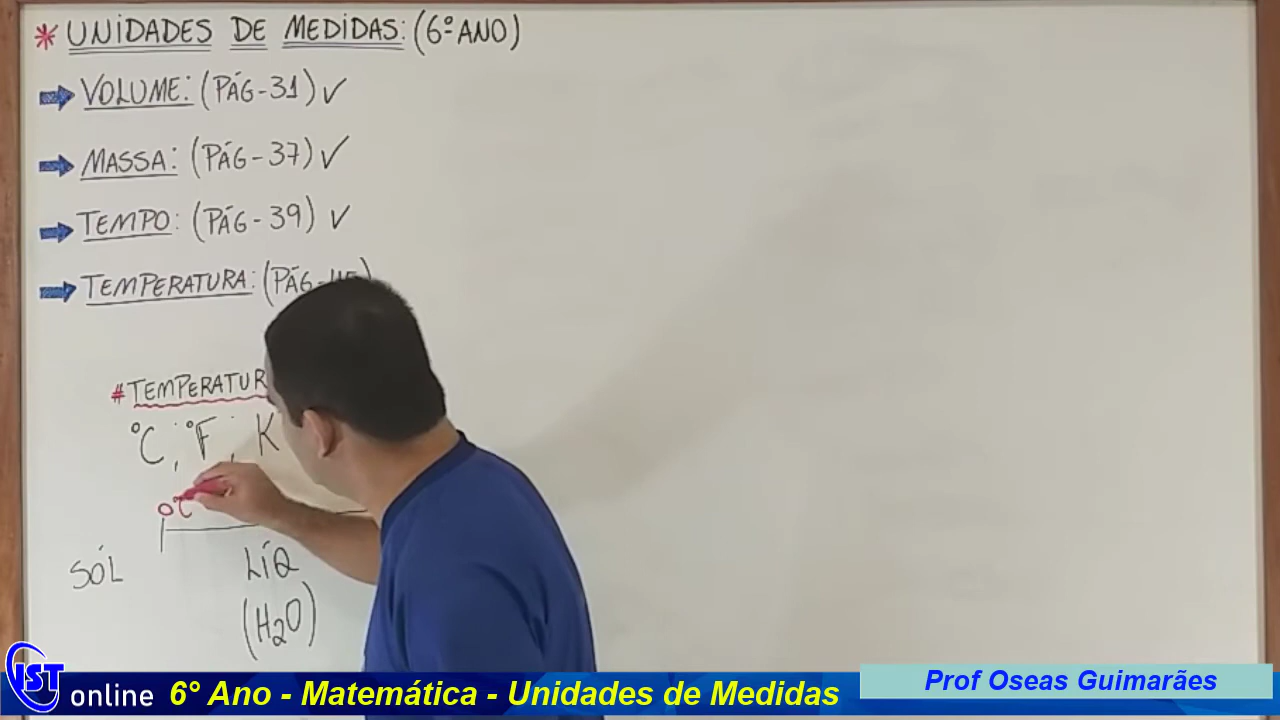 * UNIDADES DE MEDIDAS: (6º ANO)
VOLUME: (PÁG-31) ✓
MASSA: (PÁG-37) ✓
TEMPO: (PÁG-39) ✓
TEMPERATURA: (PÁG-
# TEMPERATUR
°C ; °F ; K
0°C
SÓL LÍQ
(H₂O)
IST online
6° Ano - Matemática - Unidades de Medidas
Prof Oseas Guimarães